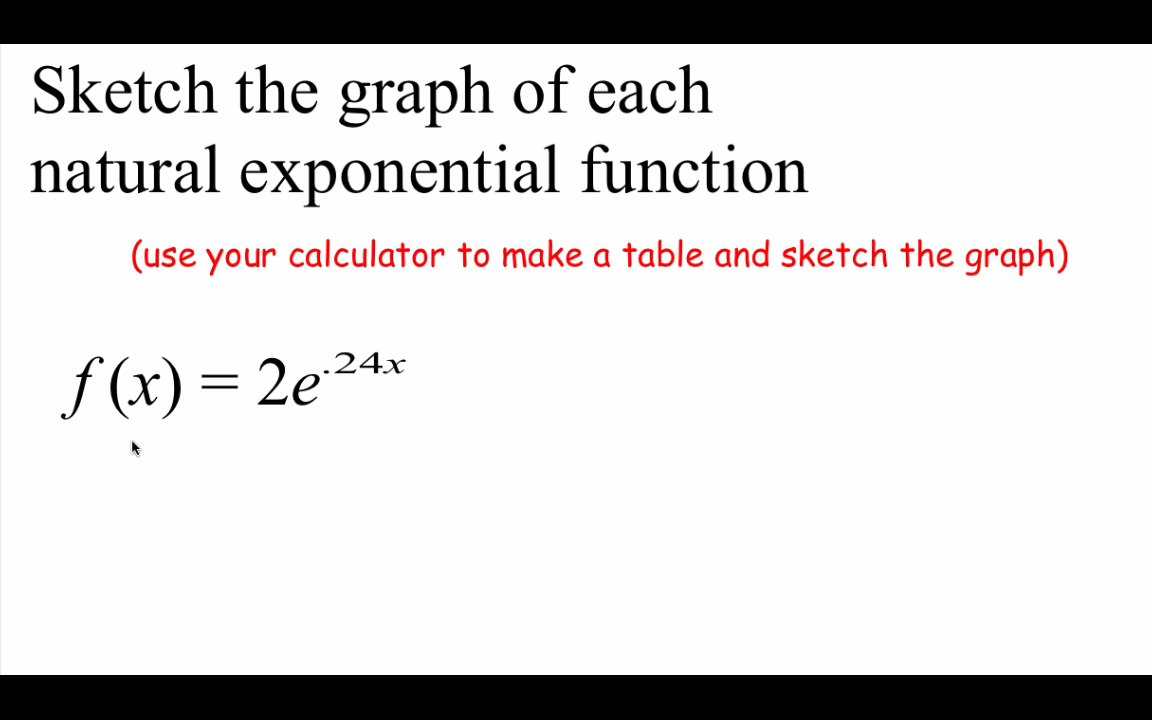 Sketch the graph of each
natural exponential function
(use your calculator to make a table and sketch the graph)
f(x) = 2e^{.24x}